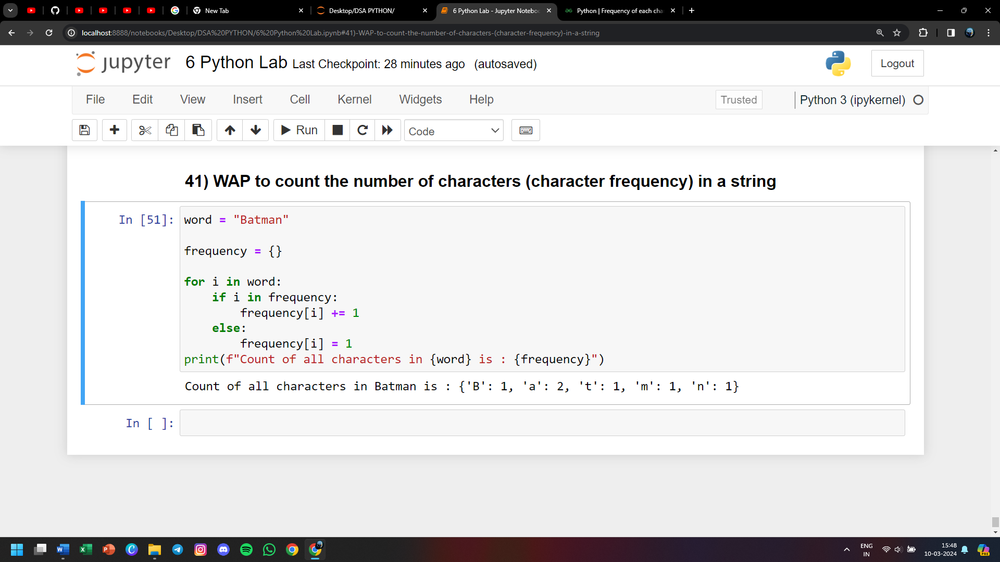 New Tab
Desktop/DSA PYTHON/
6 Python Lab - Jupyter Noteboo
Python | Frequency of each cha
localhost:8888/notebooks/Desktop/DSA%20PYTHON/6%20Python%20Lab.ipynb#41)-WAP-to-count-the-number-of-characters-(character-frequency)-in-a-string
jupyter 6 Python Lab Last Checkpoint: 28 minutes ago (autosaved)
Logout
File Edit View Insert Cell Kernel Widgets Help
Trusted
Python 3 (ipykernel)
Run
Code
41) WAP to count the number of characters (character frequency) in a string
In [51]: word = "Batman"
frequency = {}
for i in word:
    if i in frequency:
        frequency[i] += 1
    else:
        frequency[i] = 1
print(f"Count of all characters in {word} is : {frequency}")
Count of all characters in Batman is : {'B': 1, 'a': 2, 't': 1, 'm': 1, 'n': 1}
In [ ]:
ENG
IN
15:48
10-03-2024
PRE